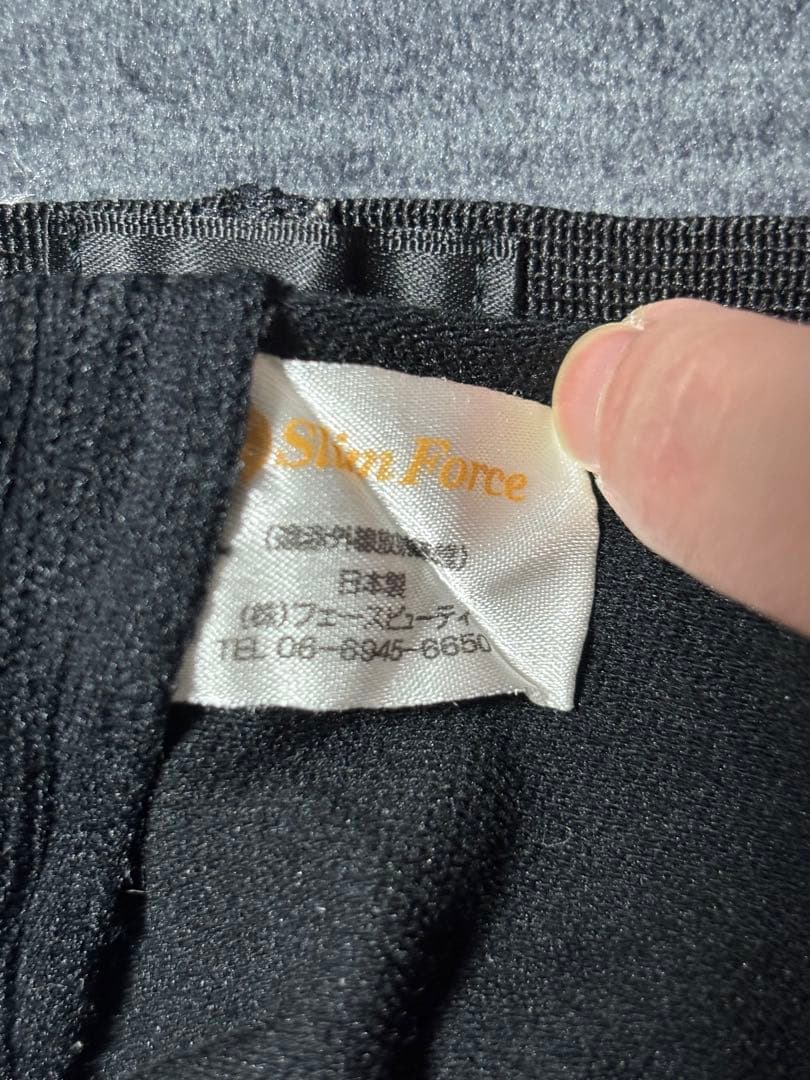 Slim Force
(遠赤外線放射繊維)
日本製
(株)フェースビューティ
TEL 06-6945-6650